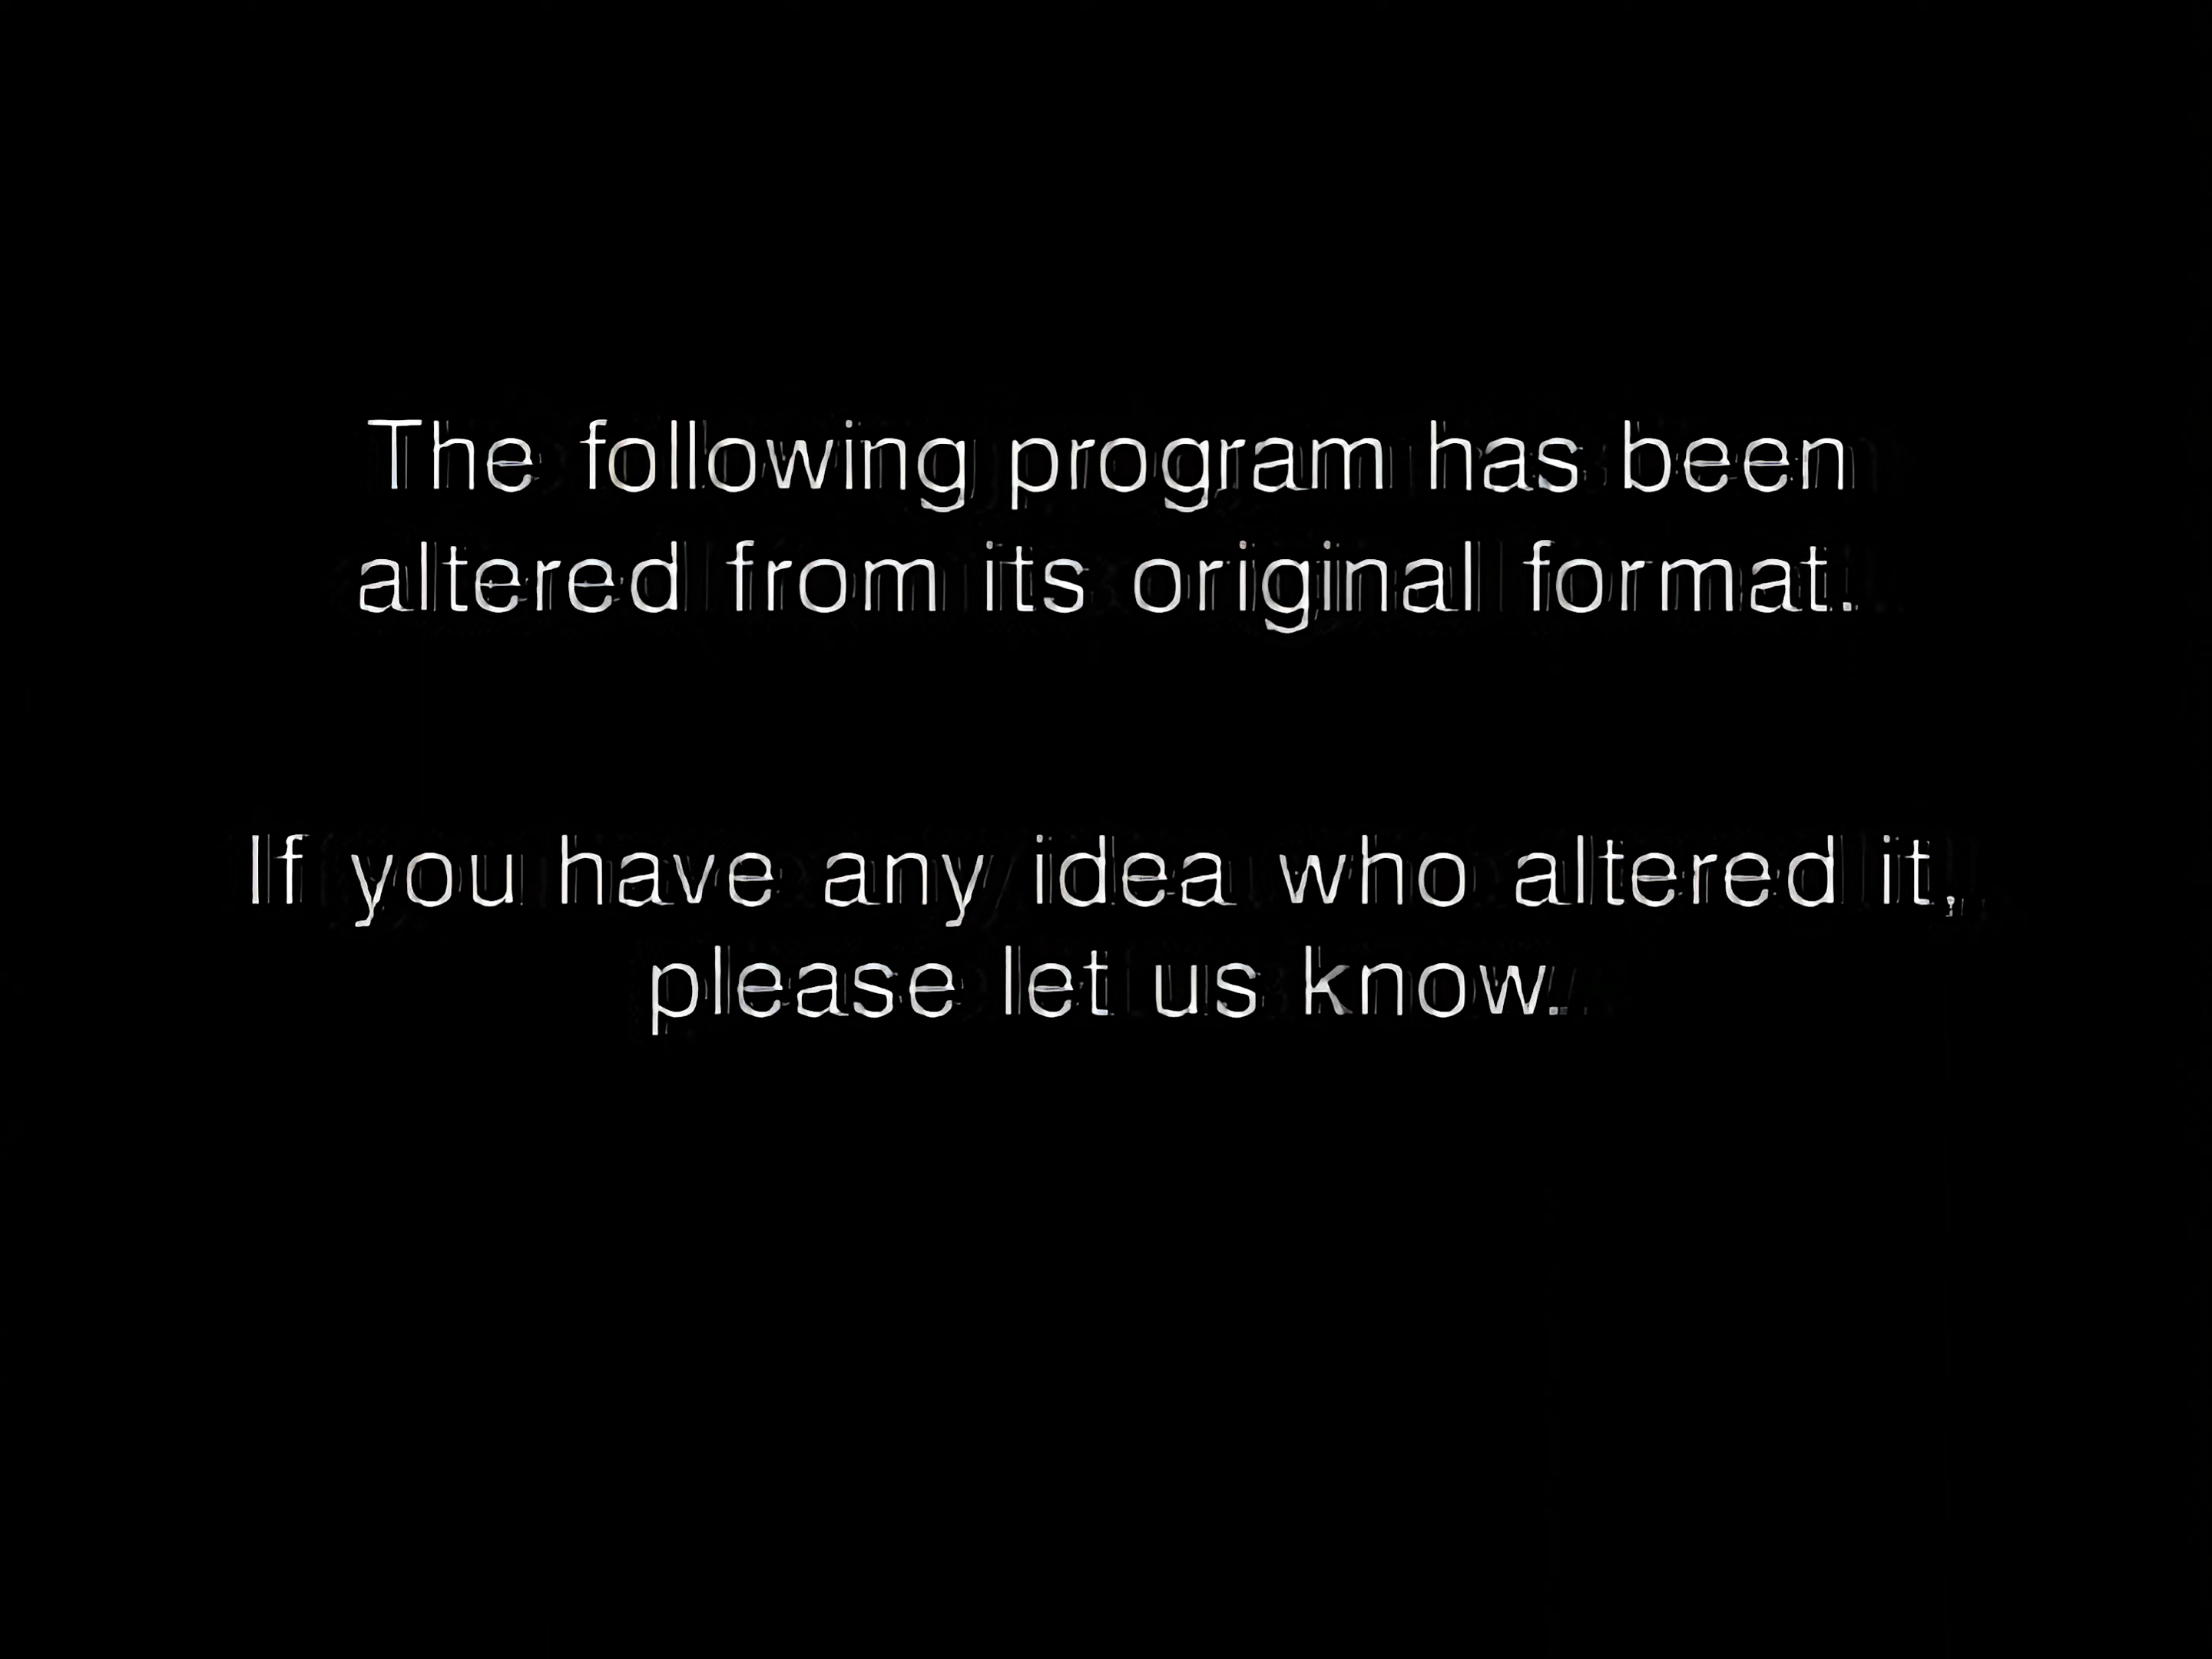 The following program has been
altered from its original format.
If you have any idea who altered it,
please let us know.